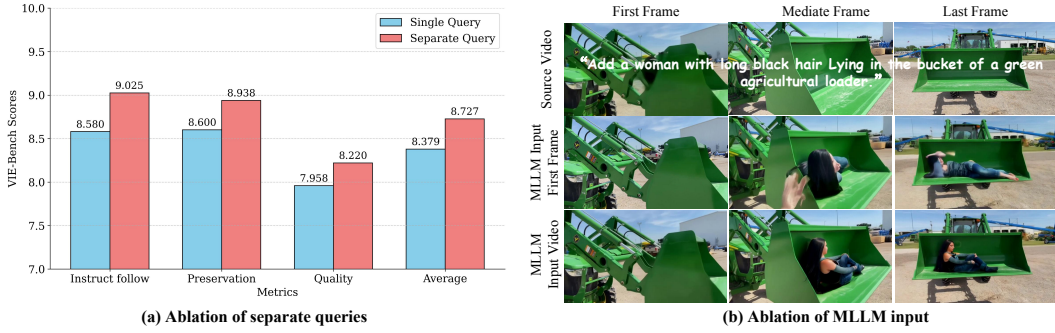 10.0
9.5
9.0
8.5
8.0
7.5
7.0
VIE-Bench Scores
Single Query
Separate Query
8.580
9.025
8.600
8.938
7.958
8.220
8.379
8.727
Instruct follow
Preservation
Quality
Average
Metrics
(a) Ablation of separate queries
First Frame
Mediate Frame
Last Frame
Source Video
“Add a woman with long black hair Lying in the bucket of a green
agricultural loader.”
MLLM Input
First Frame
MLLM
Input Video
(b) Ablation of MLLM input